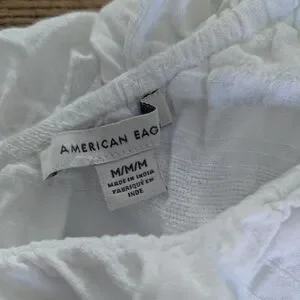 AMERICAN EAG
M/M/M
MADE IN INDIA
FABRIQUÉ EN
INDE